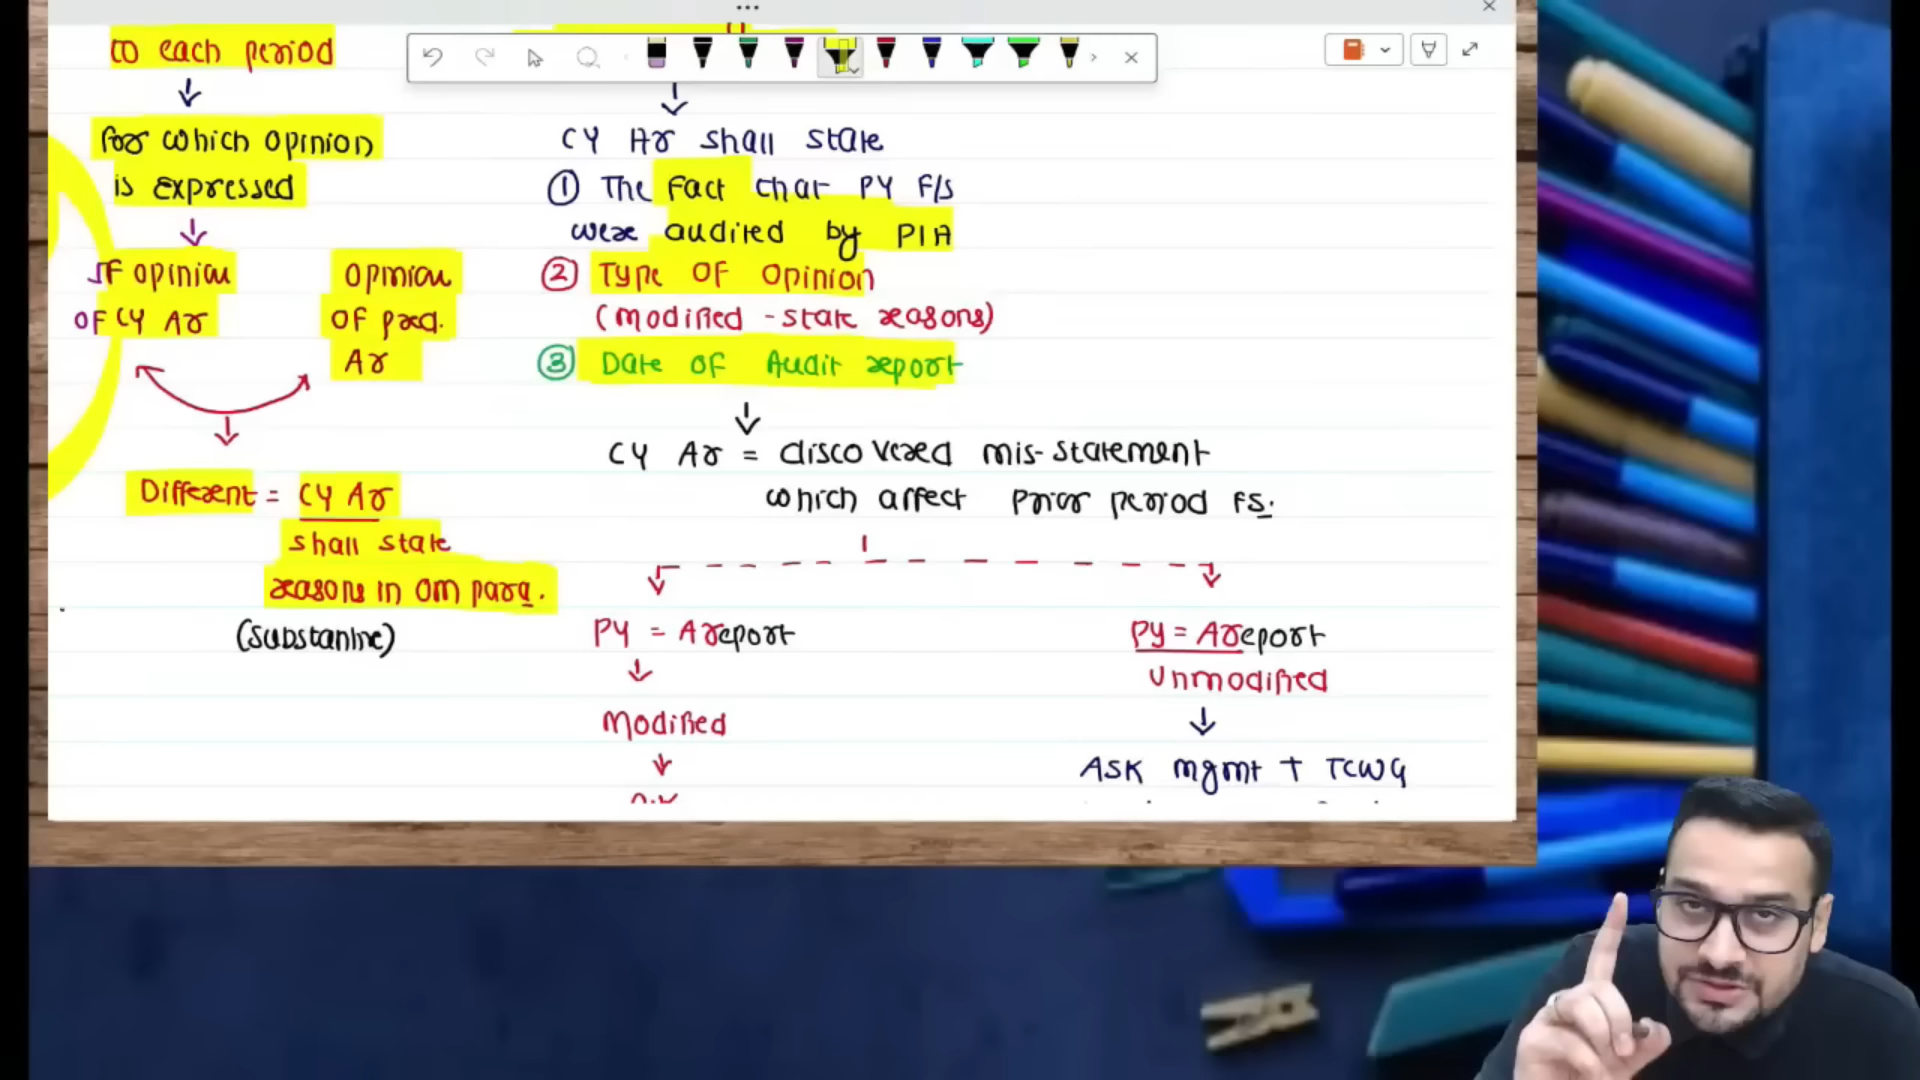 to each period
for which opinion
is Expressed
If opinion
OF CY Ar
opinion
OF pred.
Ar
Different = CY Ar
shall state
reasons in OM para.
(substantive)
CY Ar shall state
① The Fact that PY F/s
were audited by PIA
② Type OF Opinion
(modified - state reasons)
③ Date OF Audit report
CY Ar = discovered mis-statement
which affect prior period FS.
PY = Areport
Modified
PY = Areport
Unmodified
ASK mgmt + TCWG